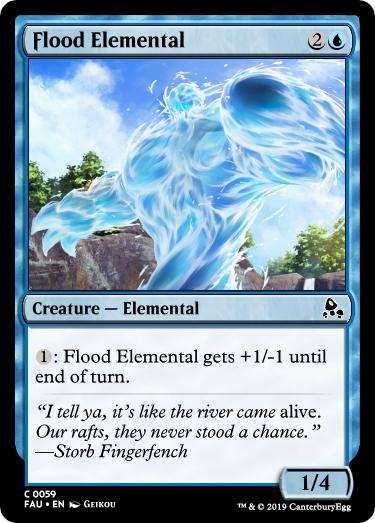 Flood Elemental 2
Creature — Elemental
1: Flood Elemental gets +1/-1 until
end of turn.
“I tell ya, it’s like the river came alive.
Our rafts, they never stood a chance.”
—Storb Fingerfench
1/4
C 0059
FAU • EN Geikou
™ & © 2019 CanterburyEgg